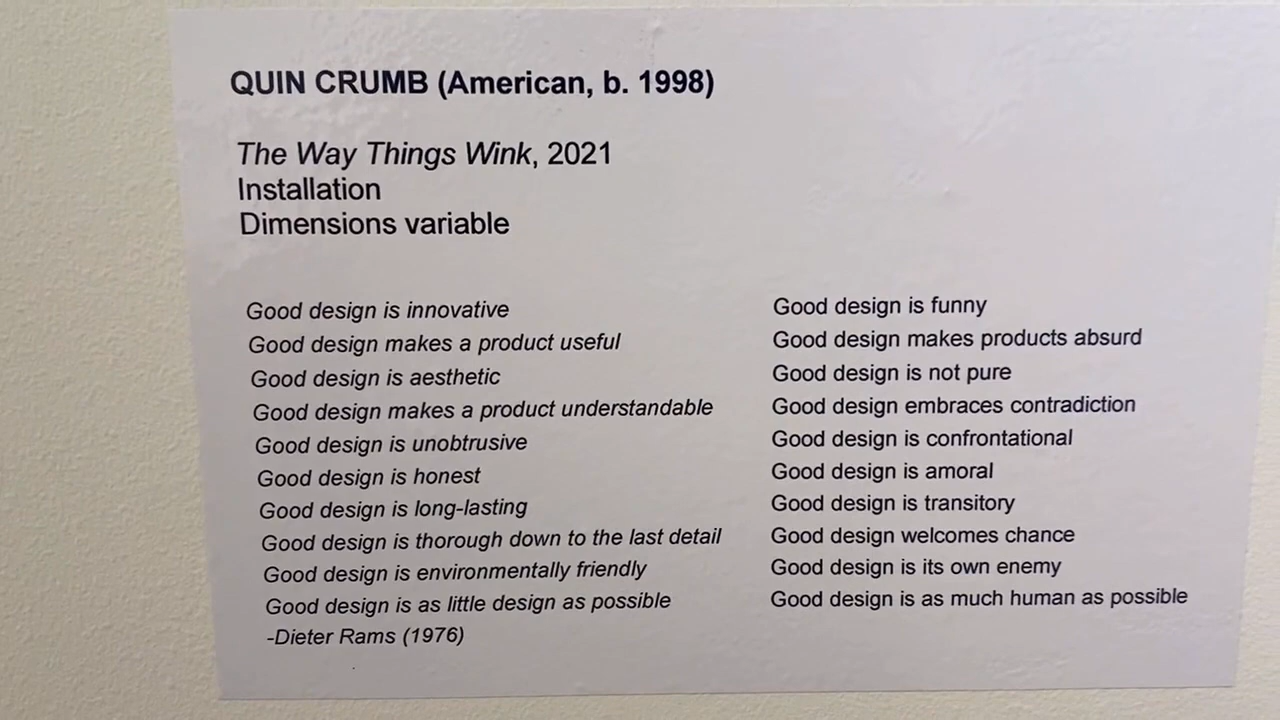 QUIN CRUMB (American, b. 1998)
The Way Things Wink, 2021
Installation
Dimensions variable
Good design is innovative
Good design makes a product useful
Good design is aesthetic
Good design makes a product understandable
Good design is unobtrusive
Good design is honest
Good design is long-lasting
Good design is thorough down to the last detail
Good design is environmentally friendly
Good design is as little design as possible
-Dieter Rams (1976)
Good design is funny
Good design makes products absurd
Good design is not pure
Good design embraces contradiction
Good design is confrontational
Good design is amoral
Good design is transitory
Good design welcomes chance
Good design is its own enemy
Good design is as much human as possible